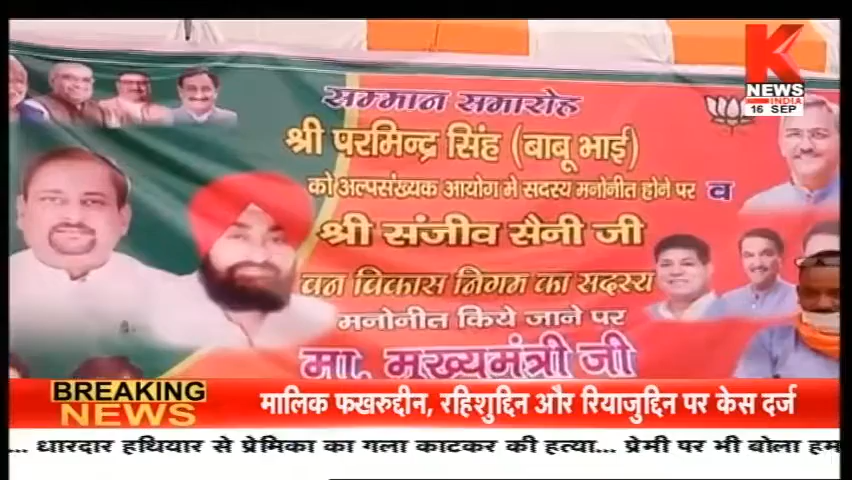 K
NEWS
INDIA
16 SEP
सम्मान समारोह
श्री परमिन्द्र सिंह (बाबू भाई)
को अल्पसंख्यक आयोग मे सदस्य मनोनीत होने पर व
श्री संजीव सैनी जी
वन विकास निगम का सदस्य
मनोनीत किये जाने पर
मा. मुख्यमंत्री जी
BREAKING
NEWS
मालिक फखरुद्दीन, रहिशुद्दिन और रियाजुद्दिन पर केस दर्ज
... धारदार हथियार से प्रेमिका का गला काटकर की हत्या... प्रेमी पर भी बोला हम